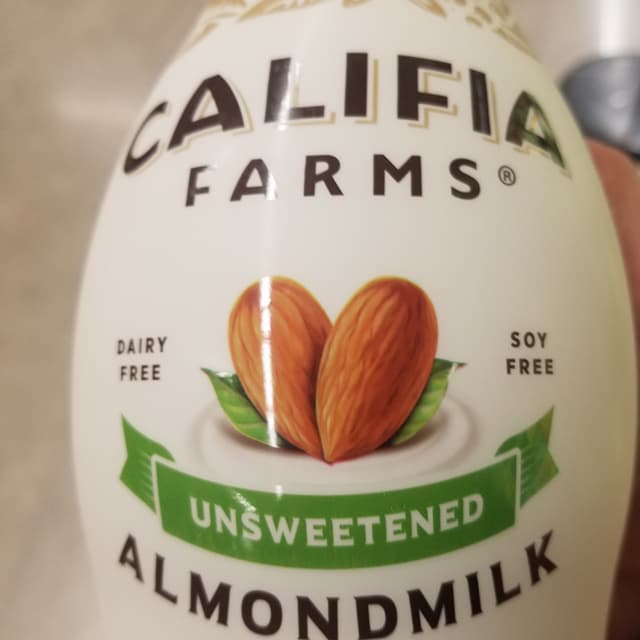 CALIFIA
FARMS®
DAIRY
FREE
SOY
FREE
UNSWEETENED
ALMONDMILK